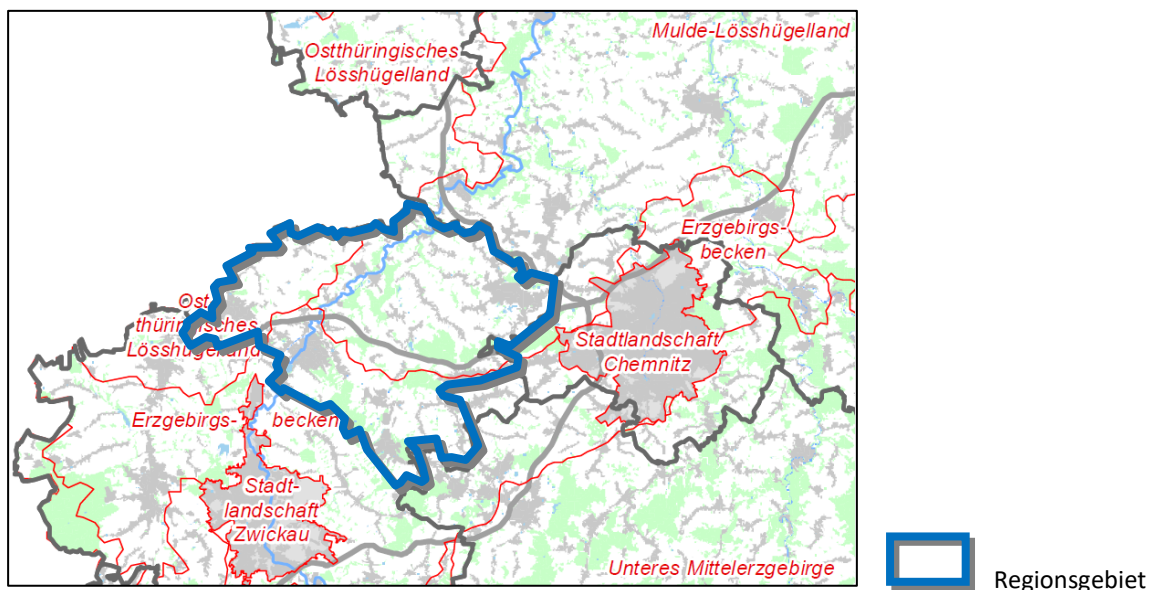 Mulde-Lösshügelland
Ostthüringisches
Lösshügelland
Erzgebirgs-
becken
Ost
thüringisches
Lösshügelland
Stadtlandschaft
Chemnitz
Erzgebirgs- becken
Stadt-
landschaft
Zwickau
Unteres Mittelerzgebirge
Regionsgebiet